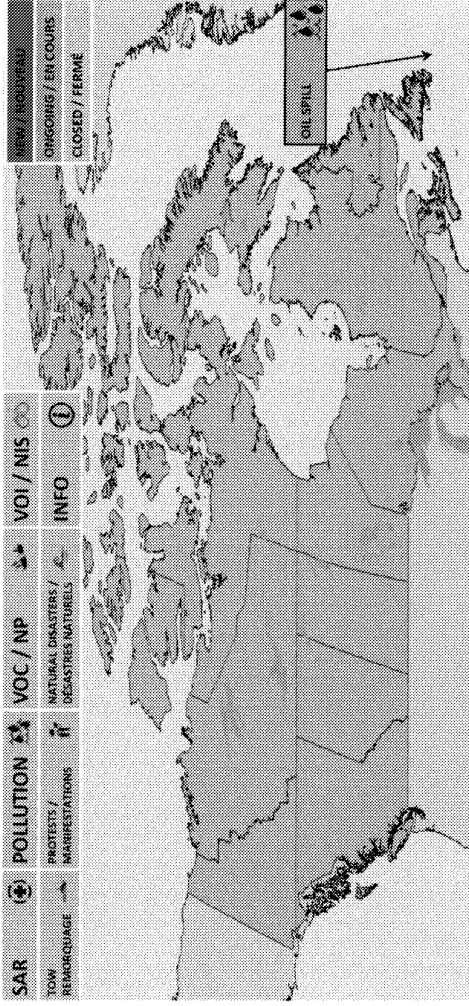 SAR
POLLUTION
VOC / NP
VOI / NIS
TOW
REMORQUAGE
PROTESTS /
MANIFESTATIONS
NATURAL DISASTERS /
DÉSASTRES NATURELS
INFO
NEW / NOUVEAU
ONGOING / EN COURS
CLOSED / FERMÉ
OIL SPILL